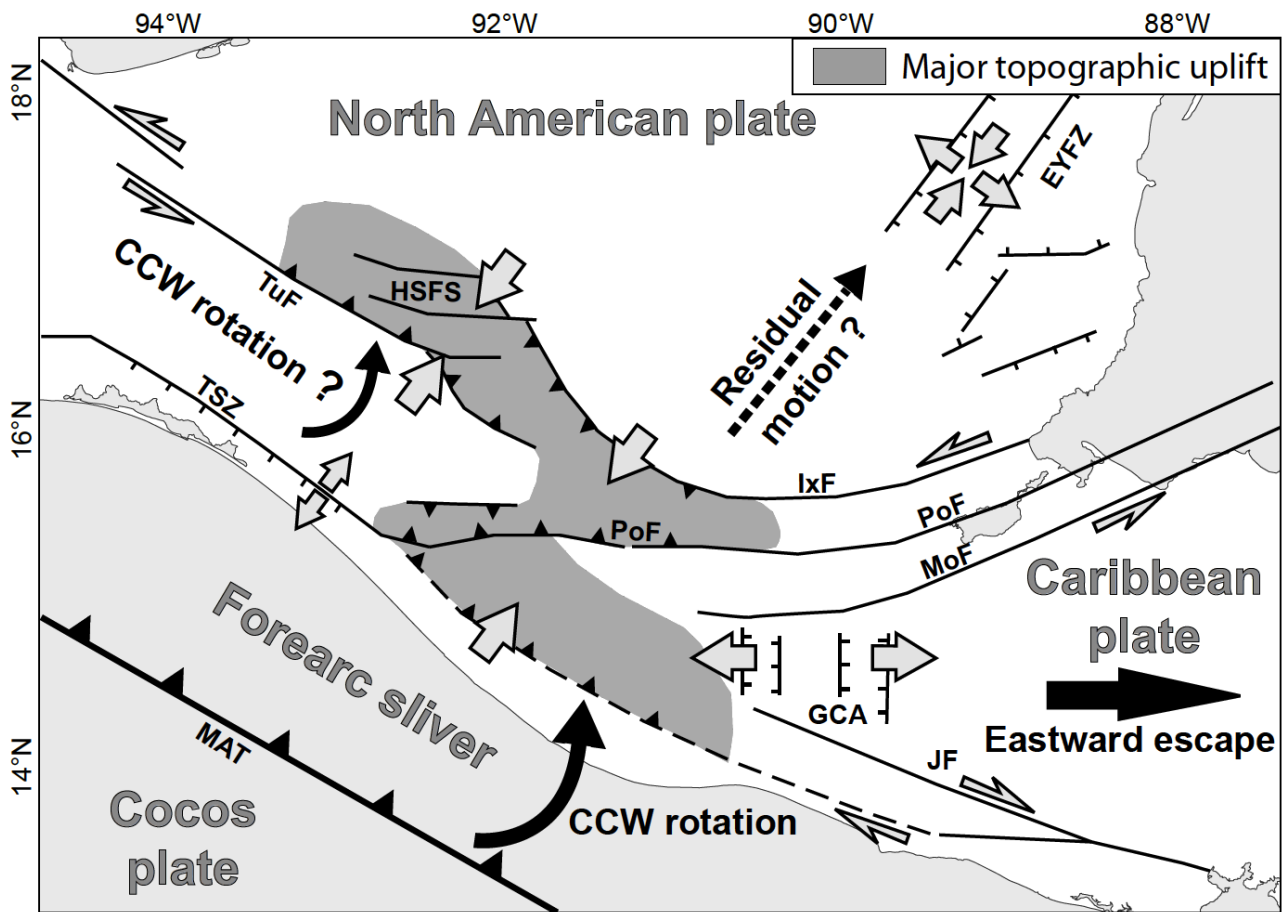 94°W
92°W
90°W
88°W
18°N
16°N
14°N
Major topographic uplift
North American plate
EYFZ
CCW rotation ?
TuF
HSFS
Residual
motion ?
TSZ
IxF
PoF
PoF
MoF
Caribbean
plate
Forearc sliver
GCA
Eastward escape
MAT
JF
Cocos
plate
CCW rotation